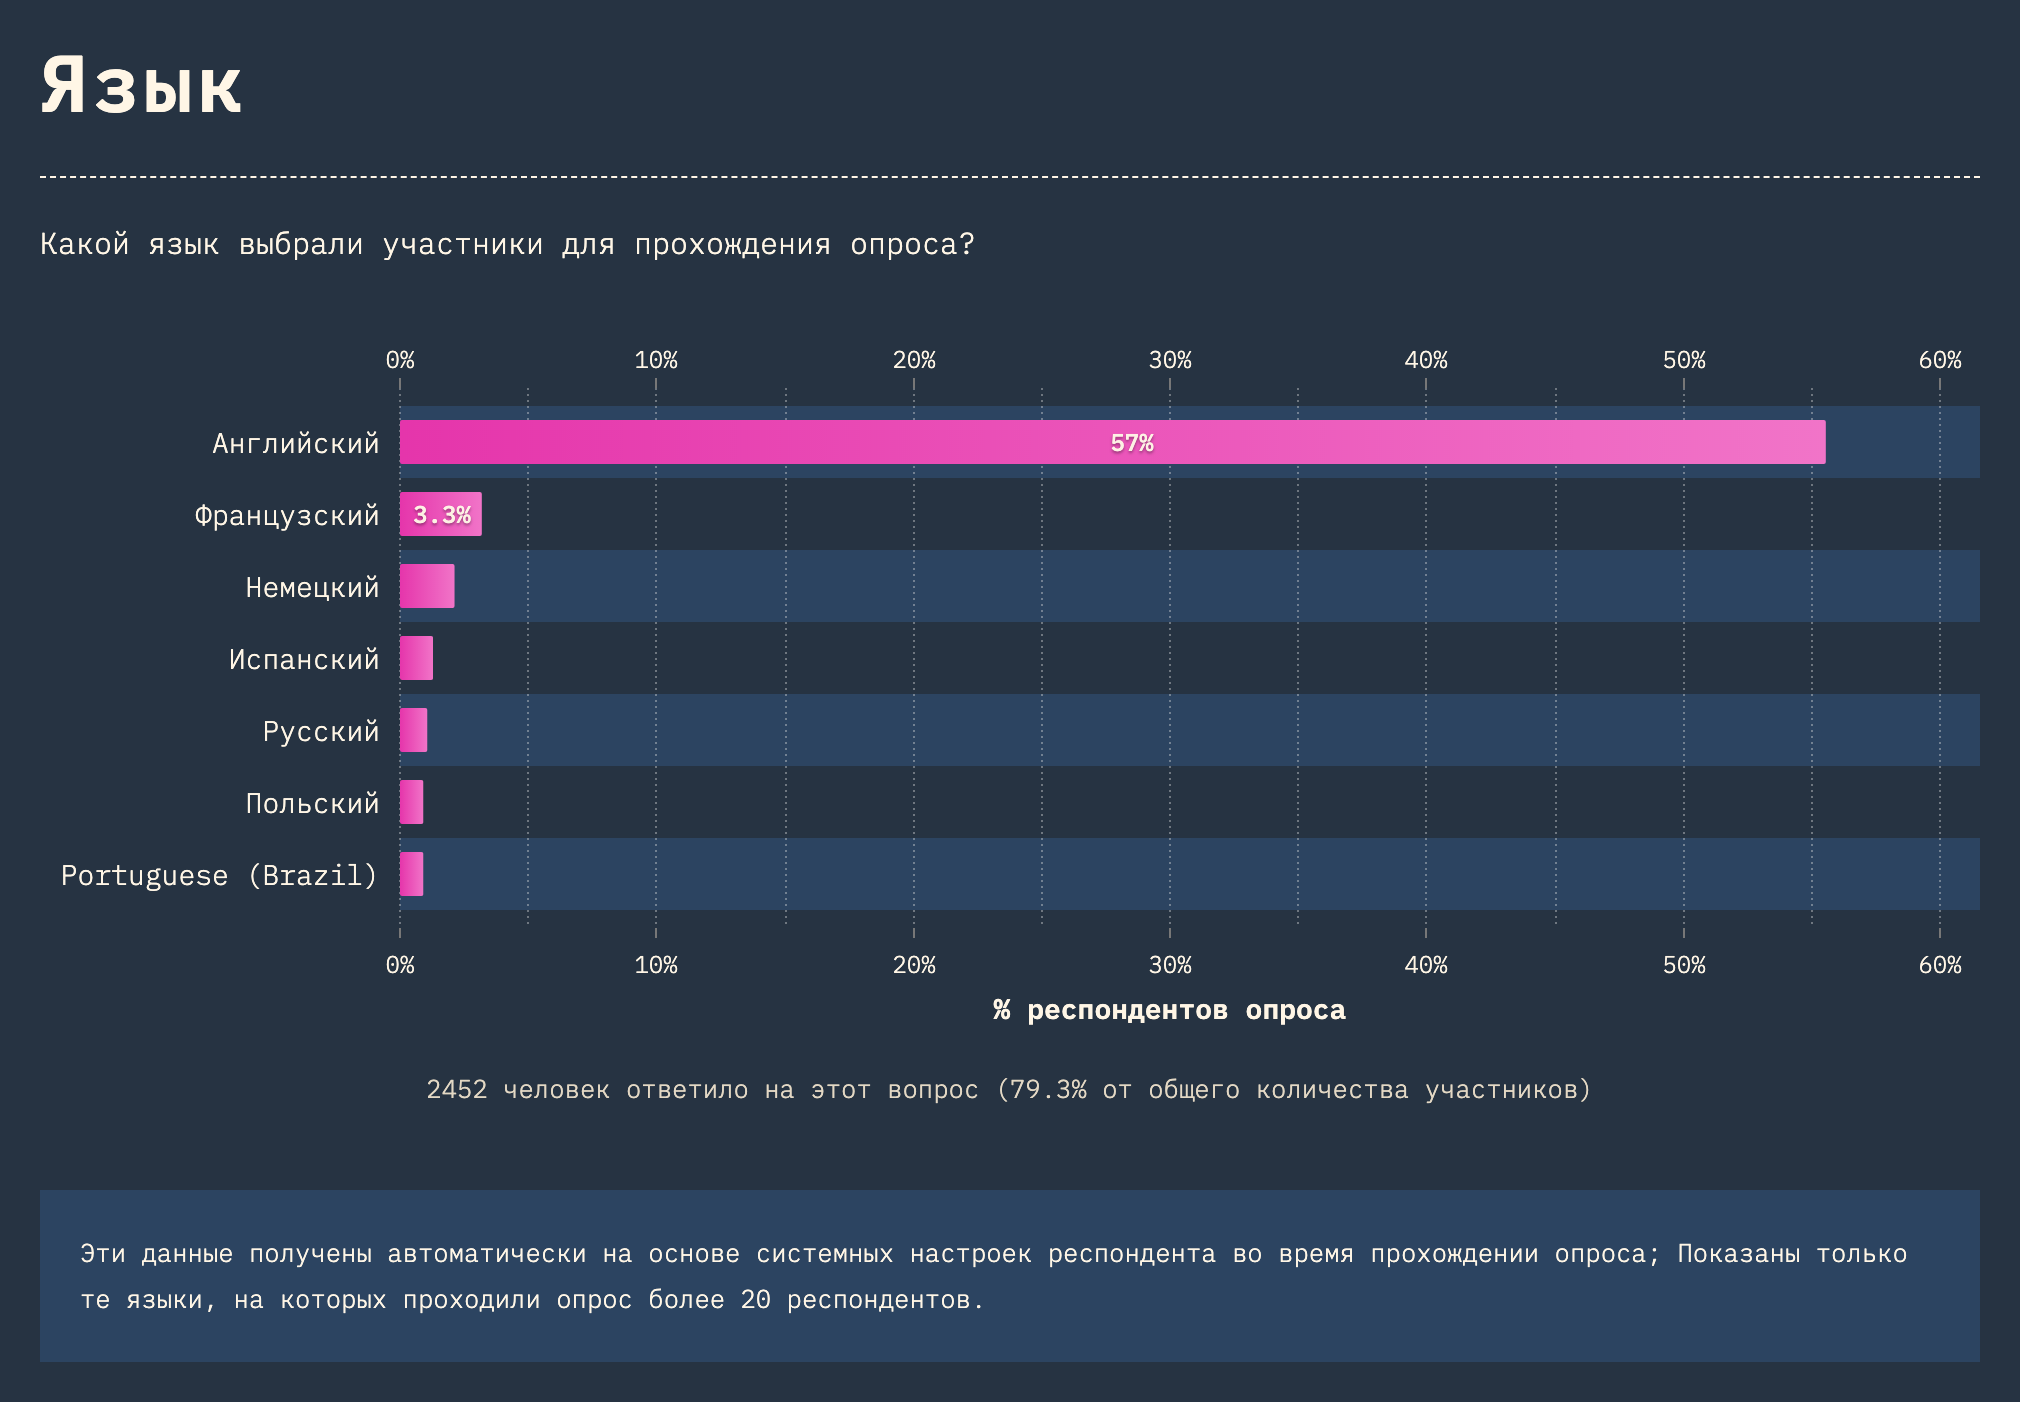 Язык
Какой язык выбрали участники для прохождения опроса?
0% 10% 20% 30% 40% 50% 60%
Английский 57%
Французский 3.3%
Немецкий
Испанский
Русский
Польский
Portuguese (Brazil)
0% 10% 20% 30% 40% 50% 60%
% респондентов опроса
2452 человек ответило на этот вопрос (79.3% от общего количества участников)
Эти данные получены автоматически на основе системных настроек респондента во время прохождении опроса; Показаны только
те языки, на которых проходили опрос более 20 респондентов.